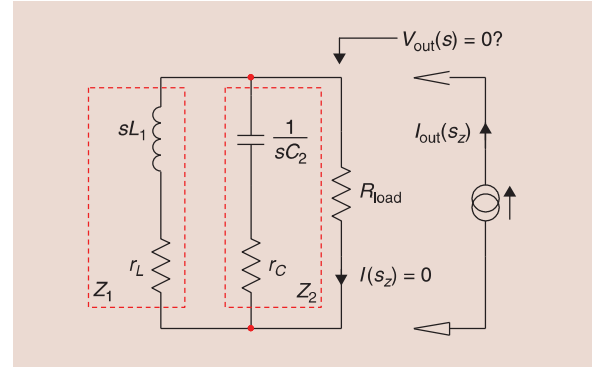 V_out(s) = 0?
sL_1
1
sC_2
I_out(s_z)
R_load
r_L
r_C
I(s_z) = 0
Z_1
Z_2